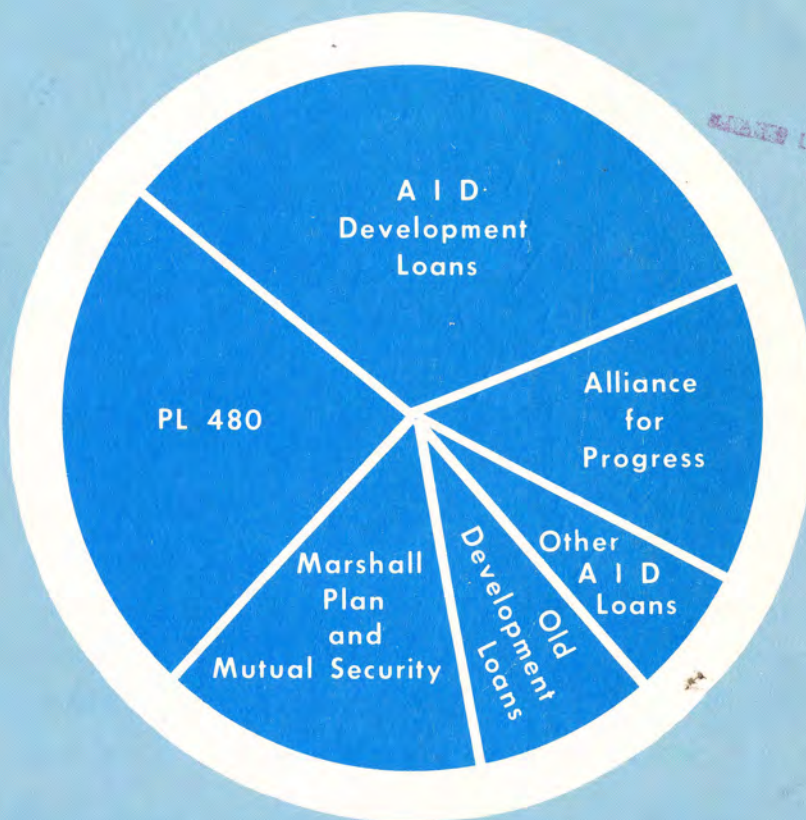 A I D
Development
Loans
Alliance
for
Progress
Other
A I D
Loans
Old
Development
Loans
Marshall
Plan
and
Mutual Security
PL 480